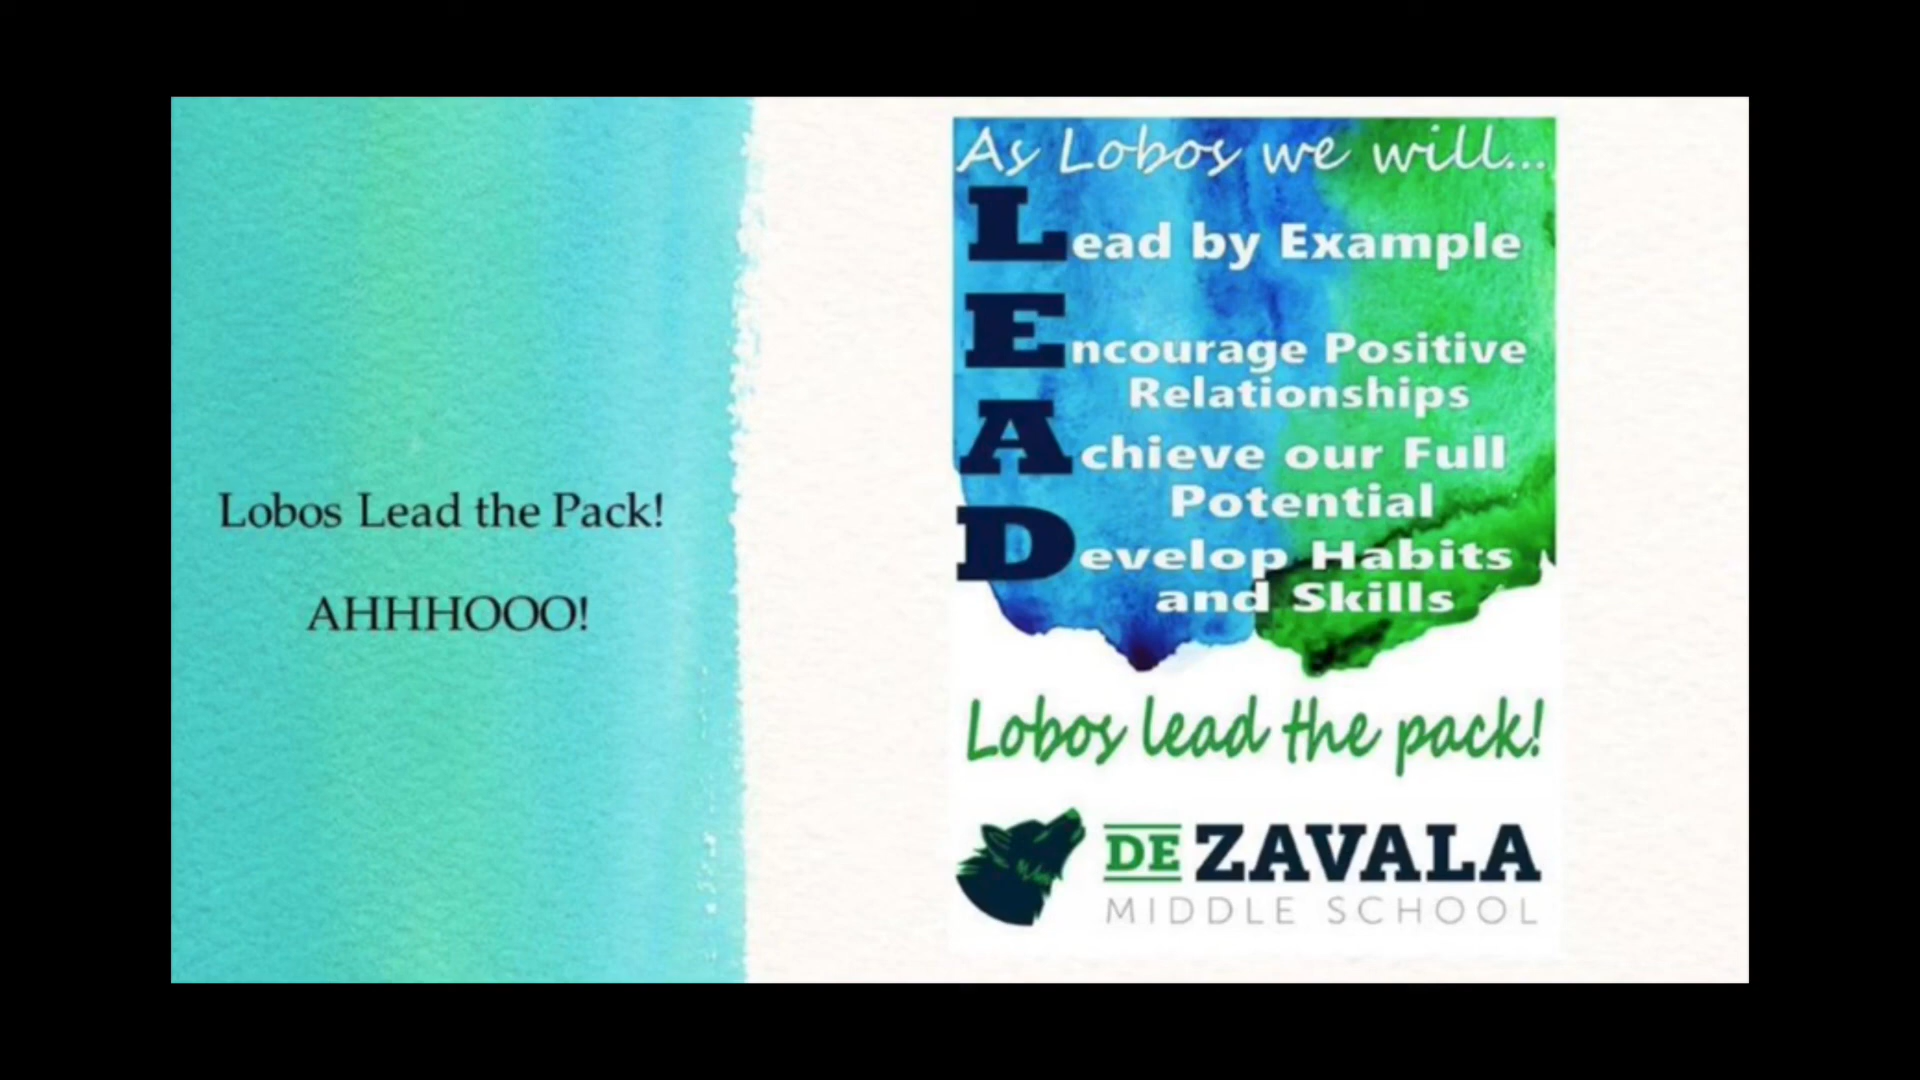 Lobos Lead the Pack!
AHHHOOO!
As Lobos we will...
Lead by Example
Encourage Positive
Relationships
Achieve our Full
Potential
Develop Habits
and Skills
Lobos lead the pack!
DE ZAVALA
MIDDLE SCHOOL